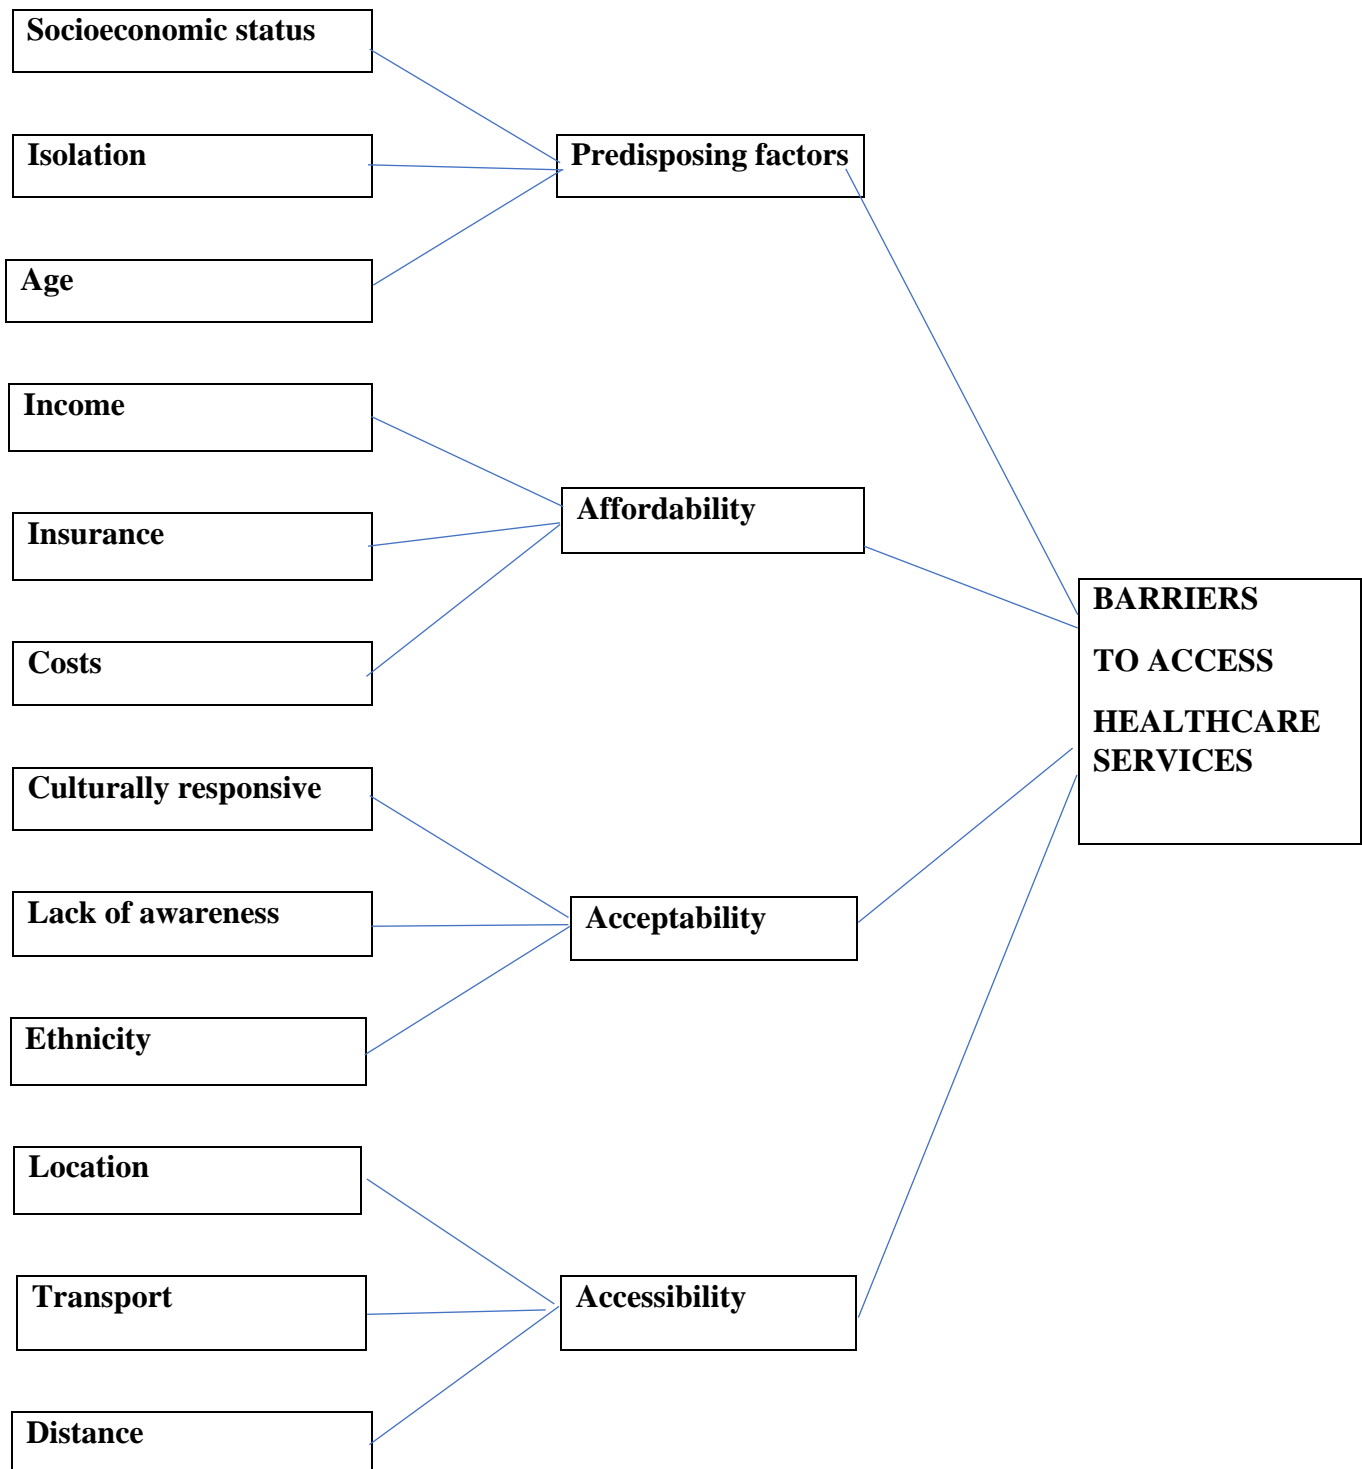 Socioeconomic status
Isolation
Age
Income
Insurance
Costs
Culturally responsive
Lack of awareness
Ethnicity
Location
Transport
Distance
Predisposing factors
Affordability
Acceptability
Accessibility
BARRIERS
TO ACCESS
HEALTHCARE
SERVICES